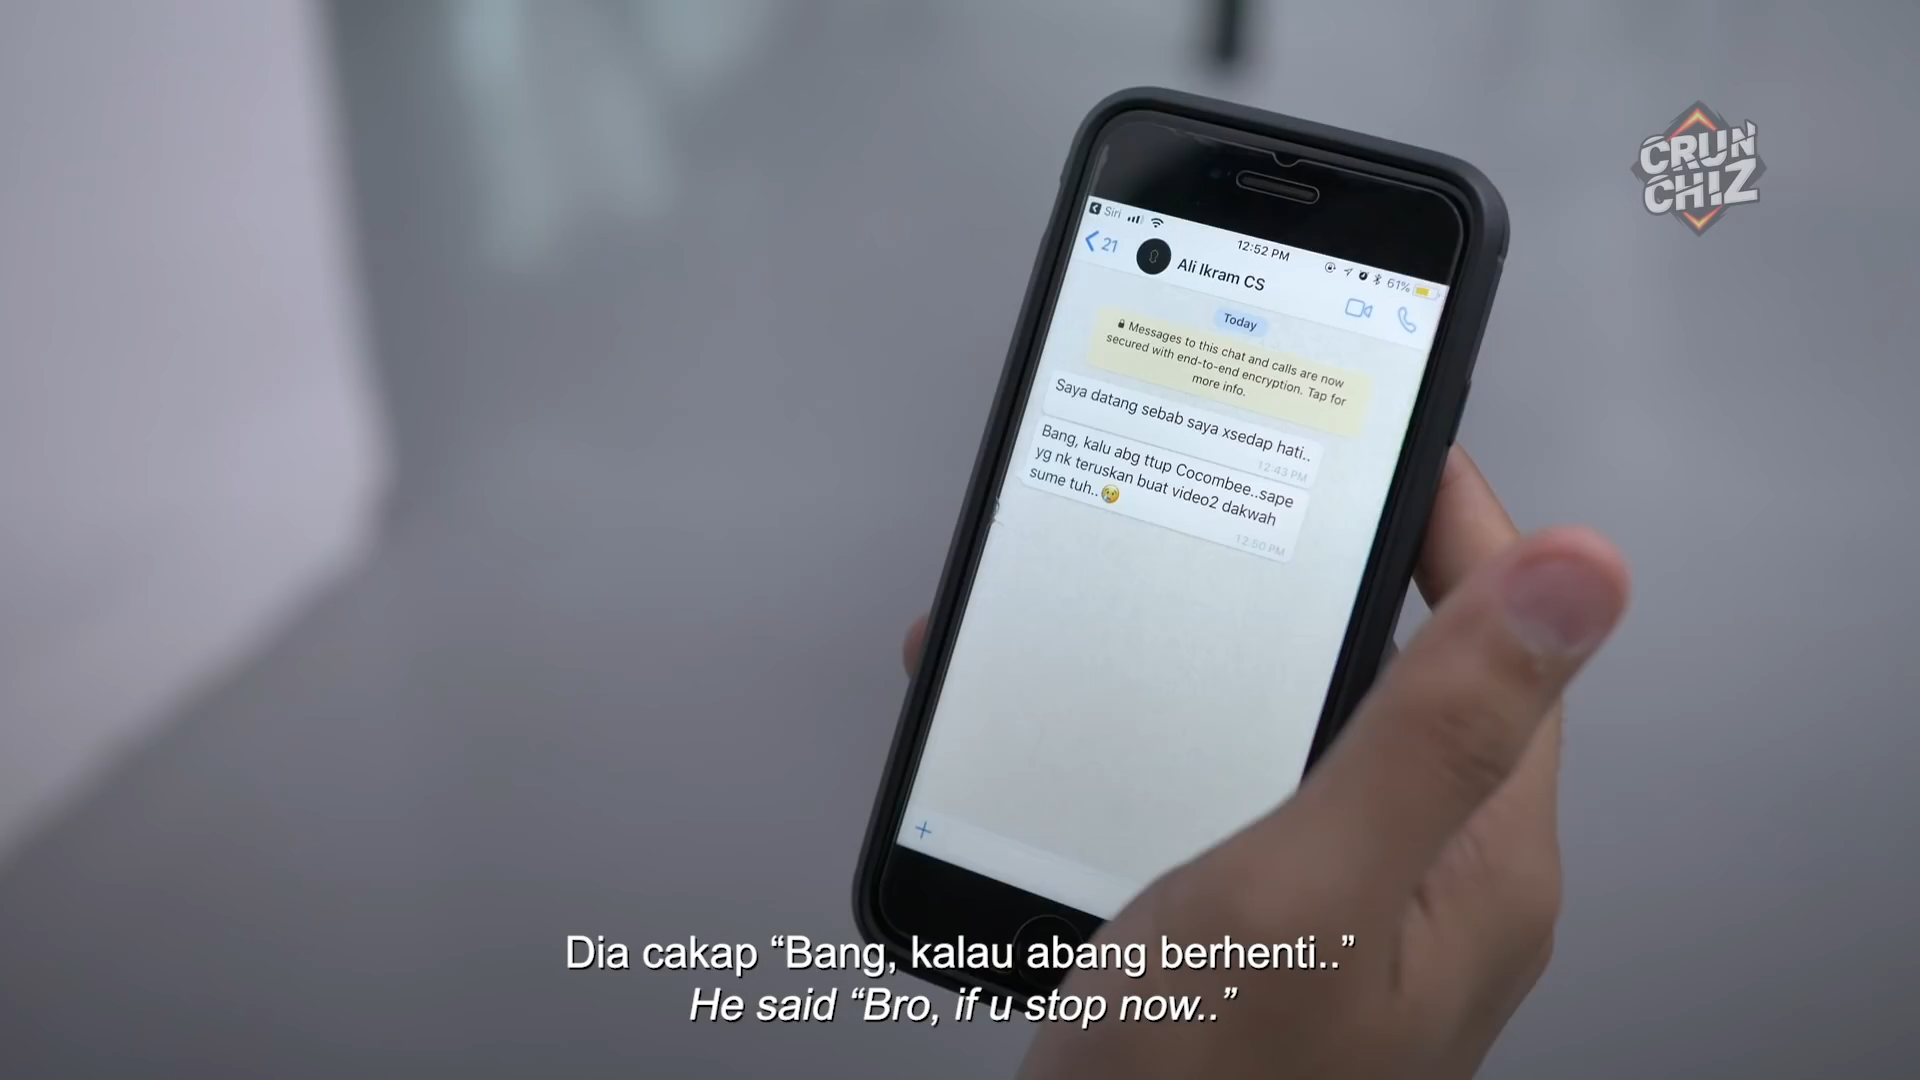 CRUN
CHIZ
Siri
12:52 PM
61%
21
Ali Ikram CS
Today
Messages to this chat and calls are now
secured with end-to-end encryption. Tap for
more info.
Saya datang sebab saya xsedap hati..
12:43 PM
Bang, kalu abg ttup Cocombee..sape
yg nk teruskan buat video2 dakwah
sume tuh..😢
12:50 PM
Dia cakap “Bang, kalau abang berhenti..”
He said “Bro, if u stop now..”